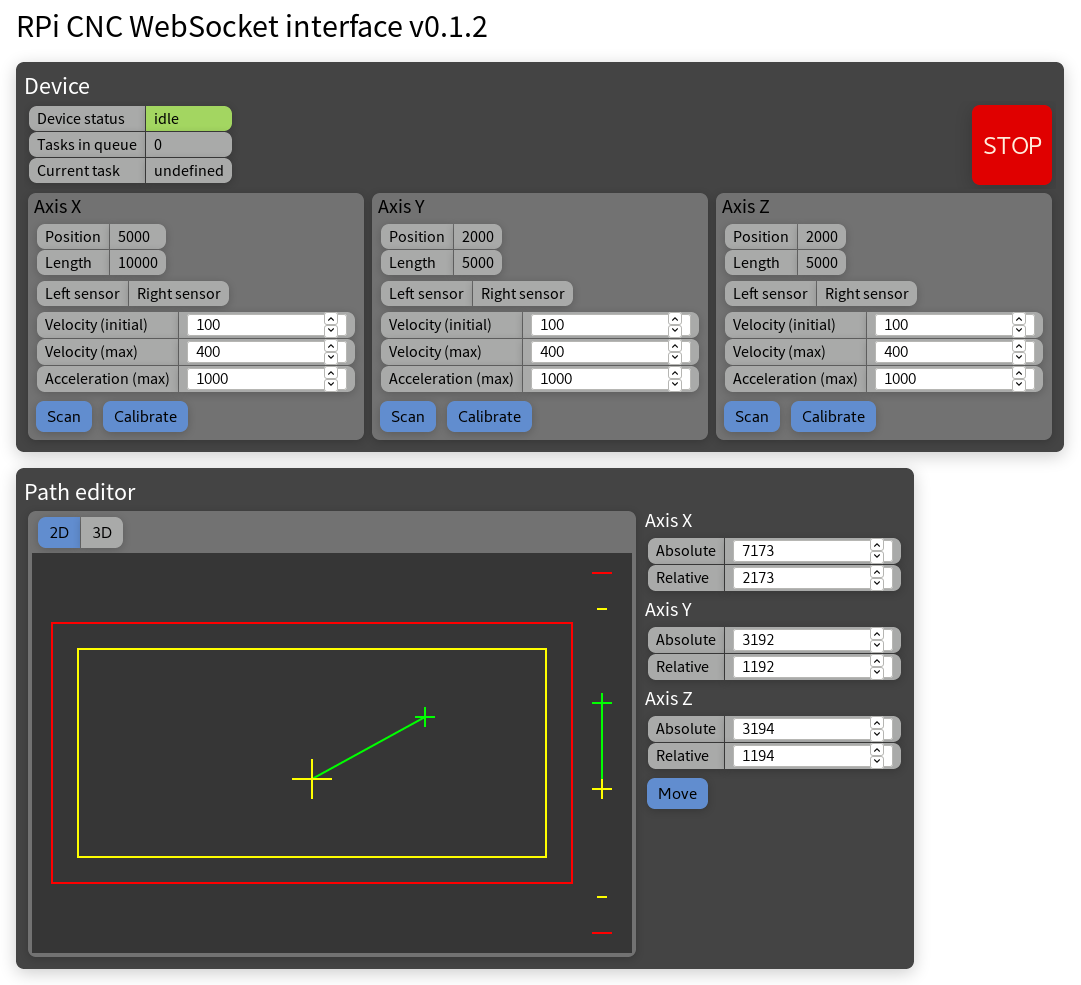 RPi CNC WebSocket interface v0.1.2
Device
Device status idle
Tasks in queue 0
Current task undefined
STOP
Axis X
Position 5000
Length 10000
Left sensor Right sensor
Velocity (initial) 100
Velocity (max) 400
Acceleration (max) 1000
Scan Calibrate
Axis Y
Position 2000
Length 5000
Left sensor Right sensor
Velocity (initial) 100
Velocity (max) 400
Acceleration (max) 1000
Scan Calibrate
Axis Z
Position 2000
Length 5000
Left sensor Right sensor
Velocity (initial) 100
Velocity (max) 400
Acceleration (max) 1000
Scan Calibrate
Path editor
2D 3D
Axis X
Absolute 7173
Relative 2173
Axis Y
Absolute 3192
Relative 1192
Axis Z
Absolute 3194
Relative 1194
Move